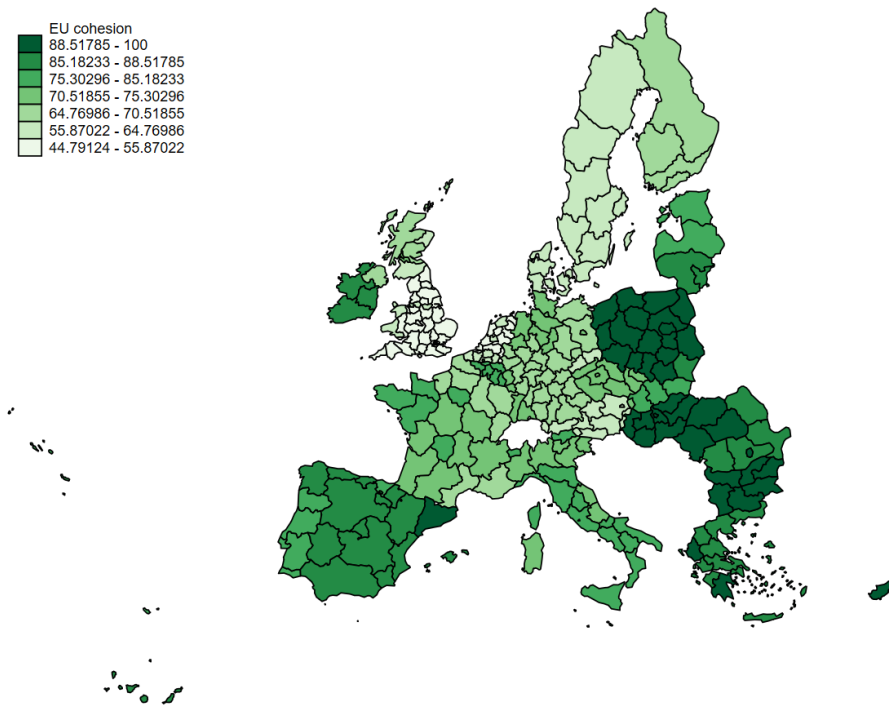 EU cohesion
88.51785 - 100
85.18233 - 88.51785
75.30296 - 85.18233
70.51855 - 75.30296
64.76986 - 70.51855
55.87022 - 64.76986
44.79124 - 55.87022